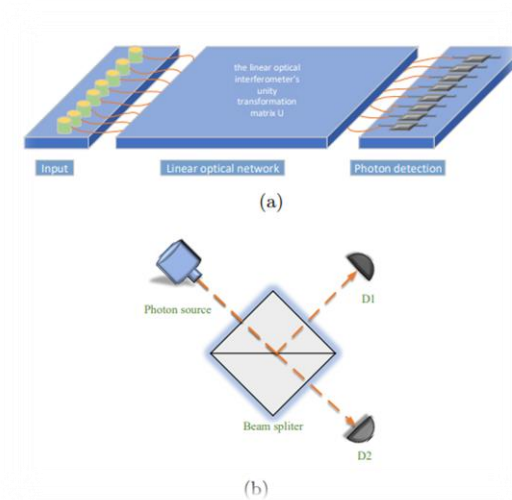 the linear optical
interferometer's
unity
transformation
matrix U
Input
Linear optical network
Photon detection
(a)
Photon source
D1
Beam spliter
D2
(b)